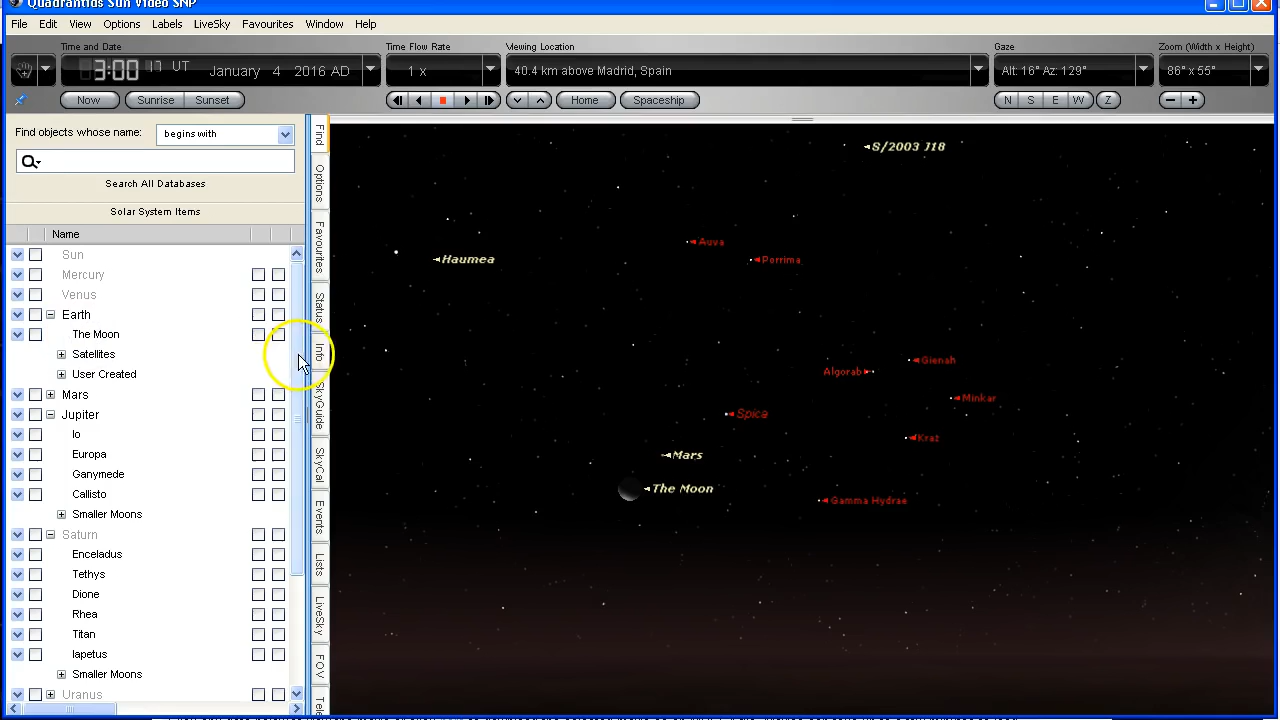 Quadrantids Sun Video SNP
File Edit View Options Labels LiveSky Favourites Window Help
Time and Date Time Flow Rate Viewing Location Gaze Zoom (Width x Height)
3:00 17 UT January 4 2016 AD 1 x 40.4 km above Madrid, Spain Alt: 16° Az: 129° 86° x 55°
Now Sunrise Sunset Home Spaceship N S E W Z
Find objects whose name: begins with
Search All Databases
Solar System Items
Name
Sun
Mercury
Venus
Earth
The Moon
Satellites
User Created
Mars
Jupiter
Io
Europa
Ganymede
Callisto
Smaller Moons
Saturn
Enceladus
Tethys
Dione
Rhea
Titan
Iapetus
Smaller Moons
Uranus
Find
Options
Favourites
Status
Info
SkyGuide
SkyCal
Events
Lists
LiveSky
FOV
Tele
S/2003 J18
Auva
Haumea
Porrima
Gienah
Algorab
Minkar
Spica
Kraz
Mars
The Moon
Gamma Hydrae